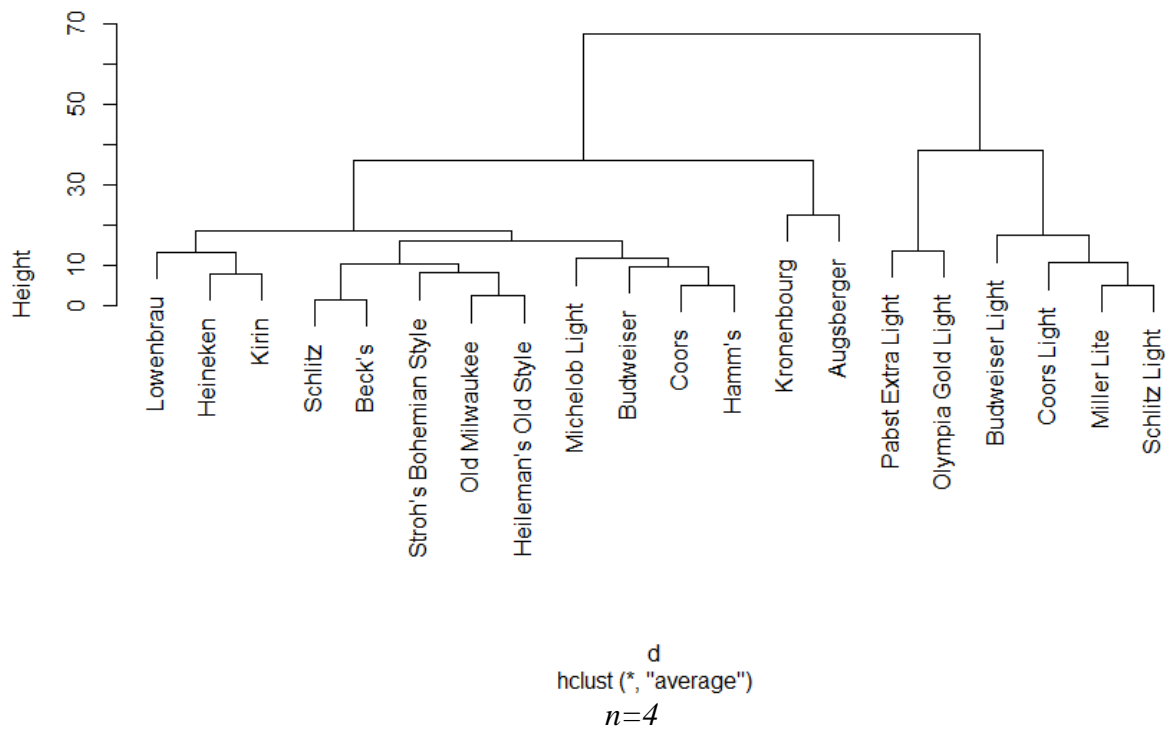 70
50
30
10
0
Height
Lowenbrau
Heineken
Kirin
Schlitz
Beck's
Stroh's Bohemian Style
Old Milwaukee
Heileman's Old Style
Michelob Light
Budweiser
Coors
Hamm's
Kronenbourg
Augsberger
Pabst Extra Light
Olympia Gold Light
Budweiser Light
Coors Light
Miller Lite
Schlitz Light
d
hclust (*, "average")
n=4